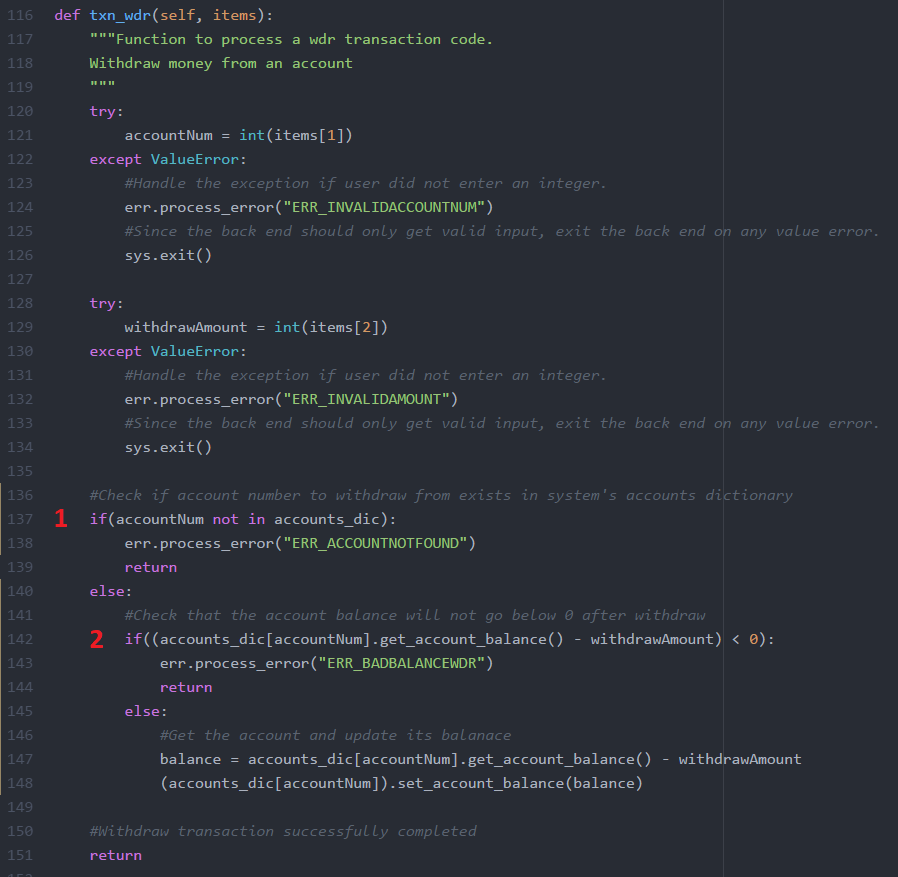 116 def txn_wdr(self, items):
117 """Function to process a wdr transaction code.
118 Withdraw money from an account
119 """
120 try:
121 accountNum = int(items[1])
122 except ValueError:
123 #Handle the exception if user did not enter an integer.
124 err.process_error("ERR_INVALIDACCOUNTNUM")
125 #Since the back end should only get valid input, exit the back end on any value error.
126 sys.exit()
127
128 try:
129 withdrawAmount = int(items[2])
130 except ValueError:
131 #Handle the exception if user did not enter an integer.
132 err.process_error("ERR_INVALIDAMOUNT")
133 #Since the back end should only get valid input, exit the back end on any value error.
134 sys.exit()
135
136 #Check if account number to withdraw from exists in system's accounts dictionary
137 1 if(accountNum not in accounts_dic):
138 err.process_error("ERR_ACCOUNTNOTFOUND")
139 return
140 else:
141 #Check that the account balance will not go below 0 after withdraw
142 2 if((accounts_dic[accountNum].get_account_balance() - withdrawAmount) < 0):
143 err.process_error("ERR_BADBALANCEWDR")
144 return
145 else:
146 #Get the account and update its balanace
147 balance = accounts_dic[accountNum].get_account_balance() - withdrawAmount
148 (accounts_dic[accountNum]).set_account_balance(balance)
149
150 #Withdraw transaction successfully completed
151 return